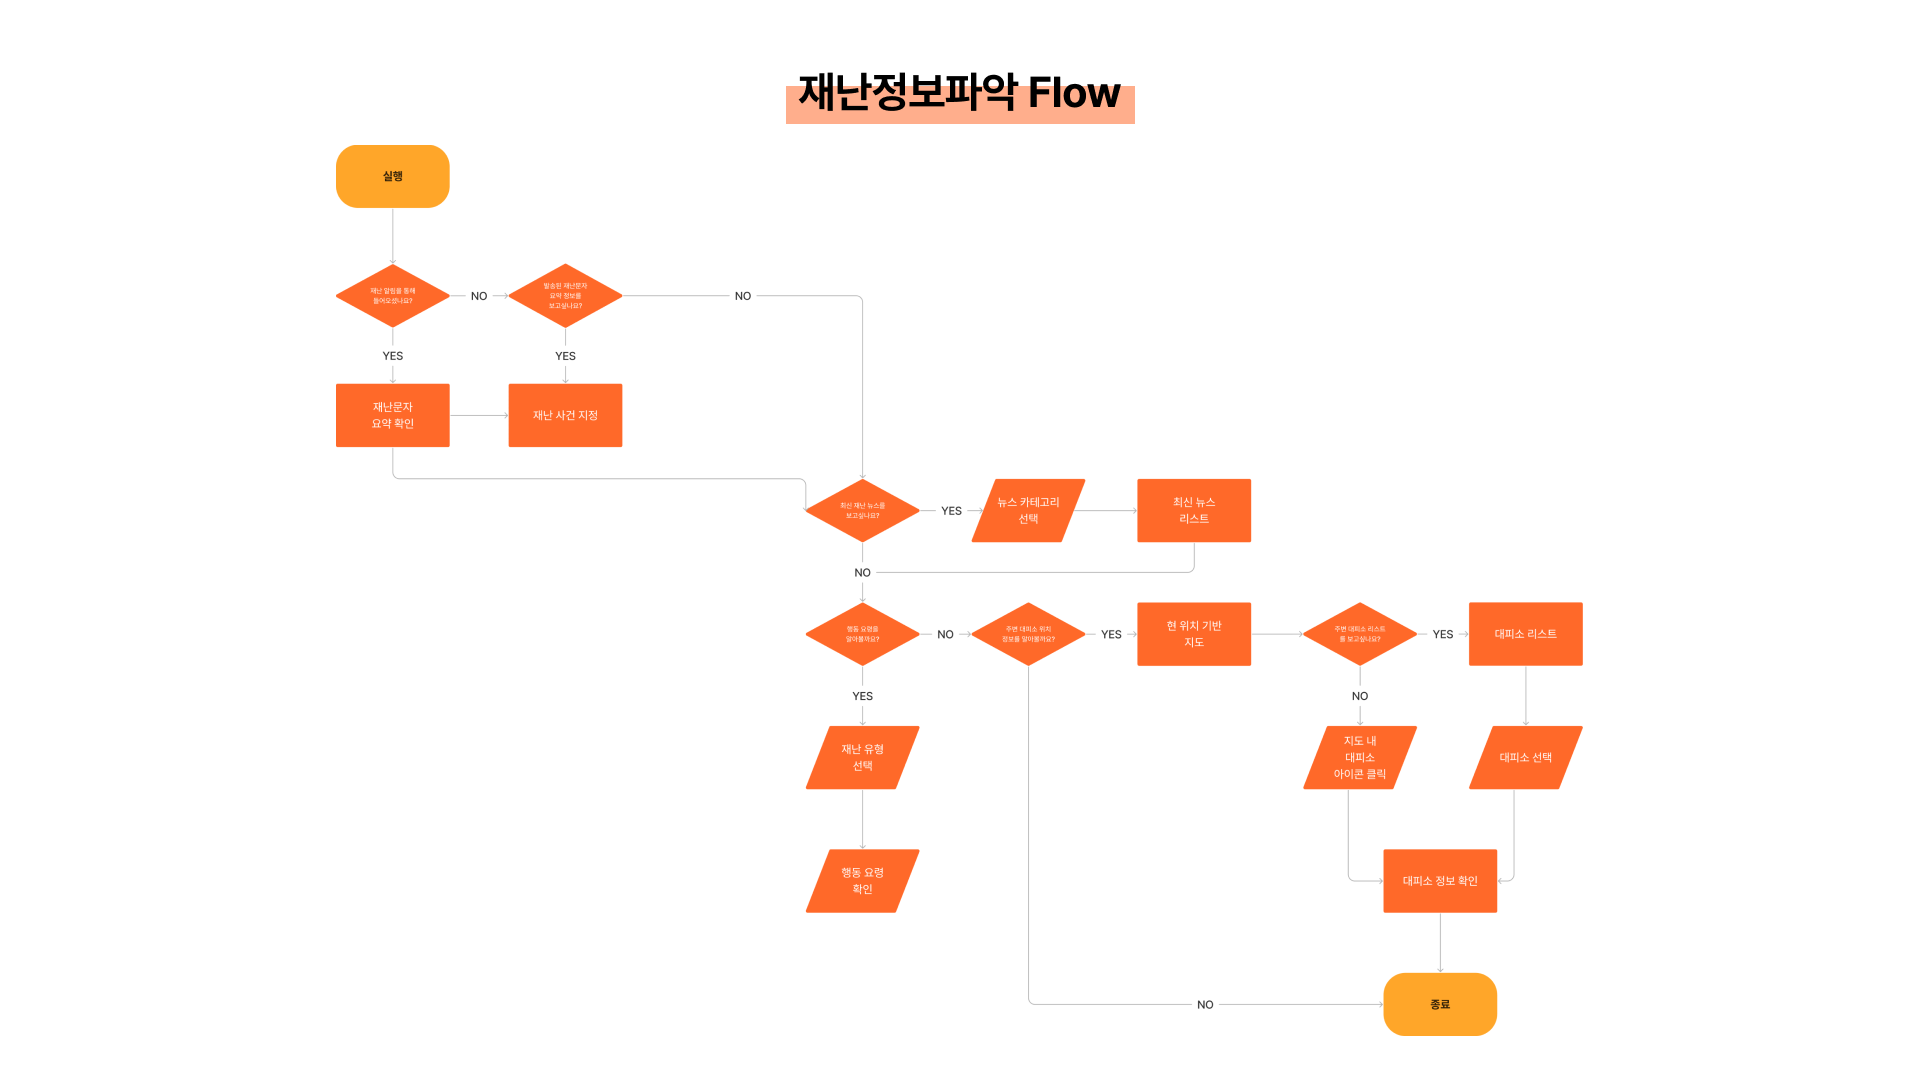 재난정보파악 Flow
실행
재난 알림을 통해
들어오셨나요?
NO
발송된 재난문자
요약 정보를
보고싶나요?
NO
YES
YES
재난문자
요약 확인
재난 사건 지정
최신 재난 뉴스를
보고싶나요?
YES
뉴스 카테고리
선택
최신 뉴스
리스트
NO
행동 요령을
알아볼까요?
NO
주변 대피소 위치
정보를 알아볼까요?
YES
현 위치 기반
지도
주변 대피소 리스트
를 보고싶나요?
YES
대피소 리스트
YES
NO
재난 유형
선택
지도 내
대피소
아이콘 클릭
대피소 선택
행동 요령
확인
대피소 정보 확인
NO
종료